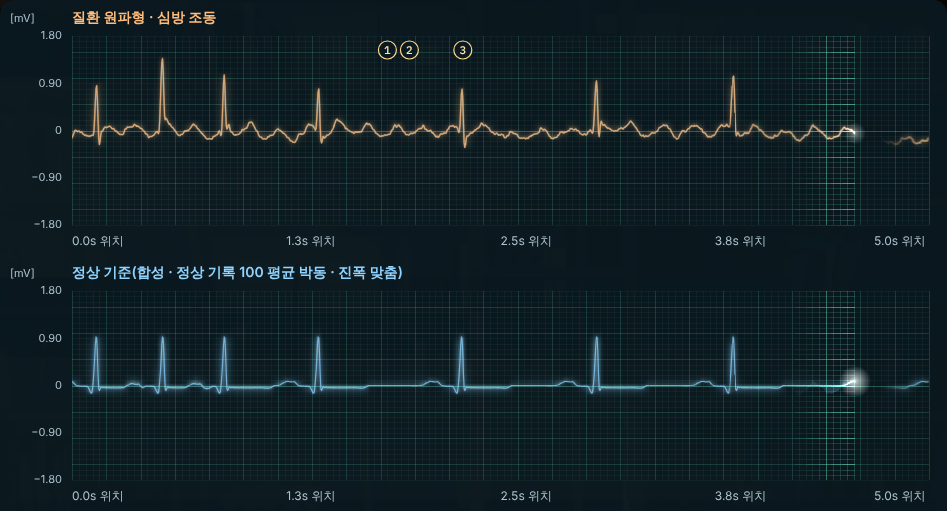 [mV]
질환 원파형 · 심방 조동
1.80
① ② ③
0.90
0
−0.90
−1.80
0.0s 위치 1.3s 위치 2.5s 위치 3.8s 위치 5.0s 위치
[mV]
정상 기준(합성 · 정상 기록 100 평균 박동 · 진폭 맞춤)
1.80
0.90
0
−0.90
−1.80
0.0s 위치 1.3s 위치 2.5s 위치 3.8s 위치 5.0s 위치